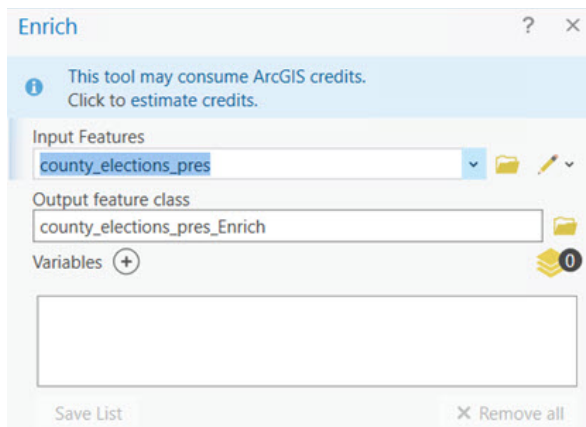 Enrich ? ×
This tool may consume ArcGIS credits.
Click to estimate credits.
Input Features
county_elections_pres
Output feature class
county_elections_pres_Enrich
Variables +
0
Save List × Remove all